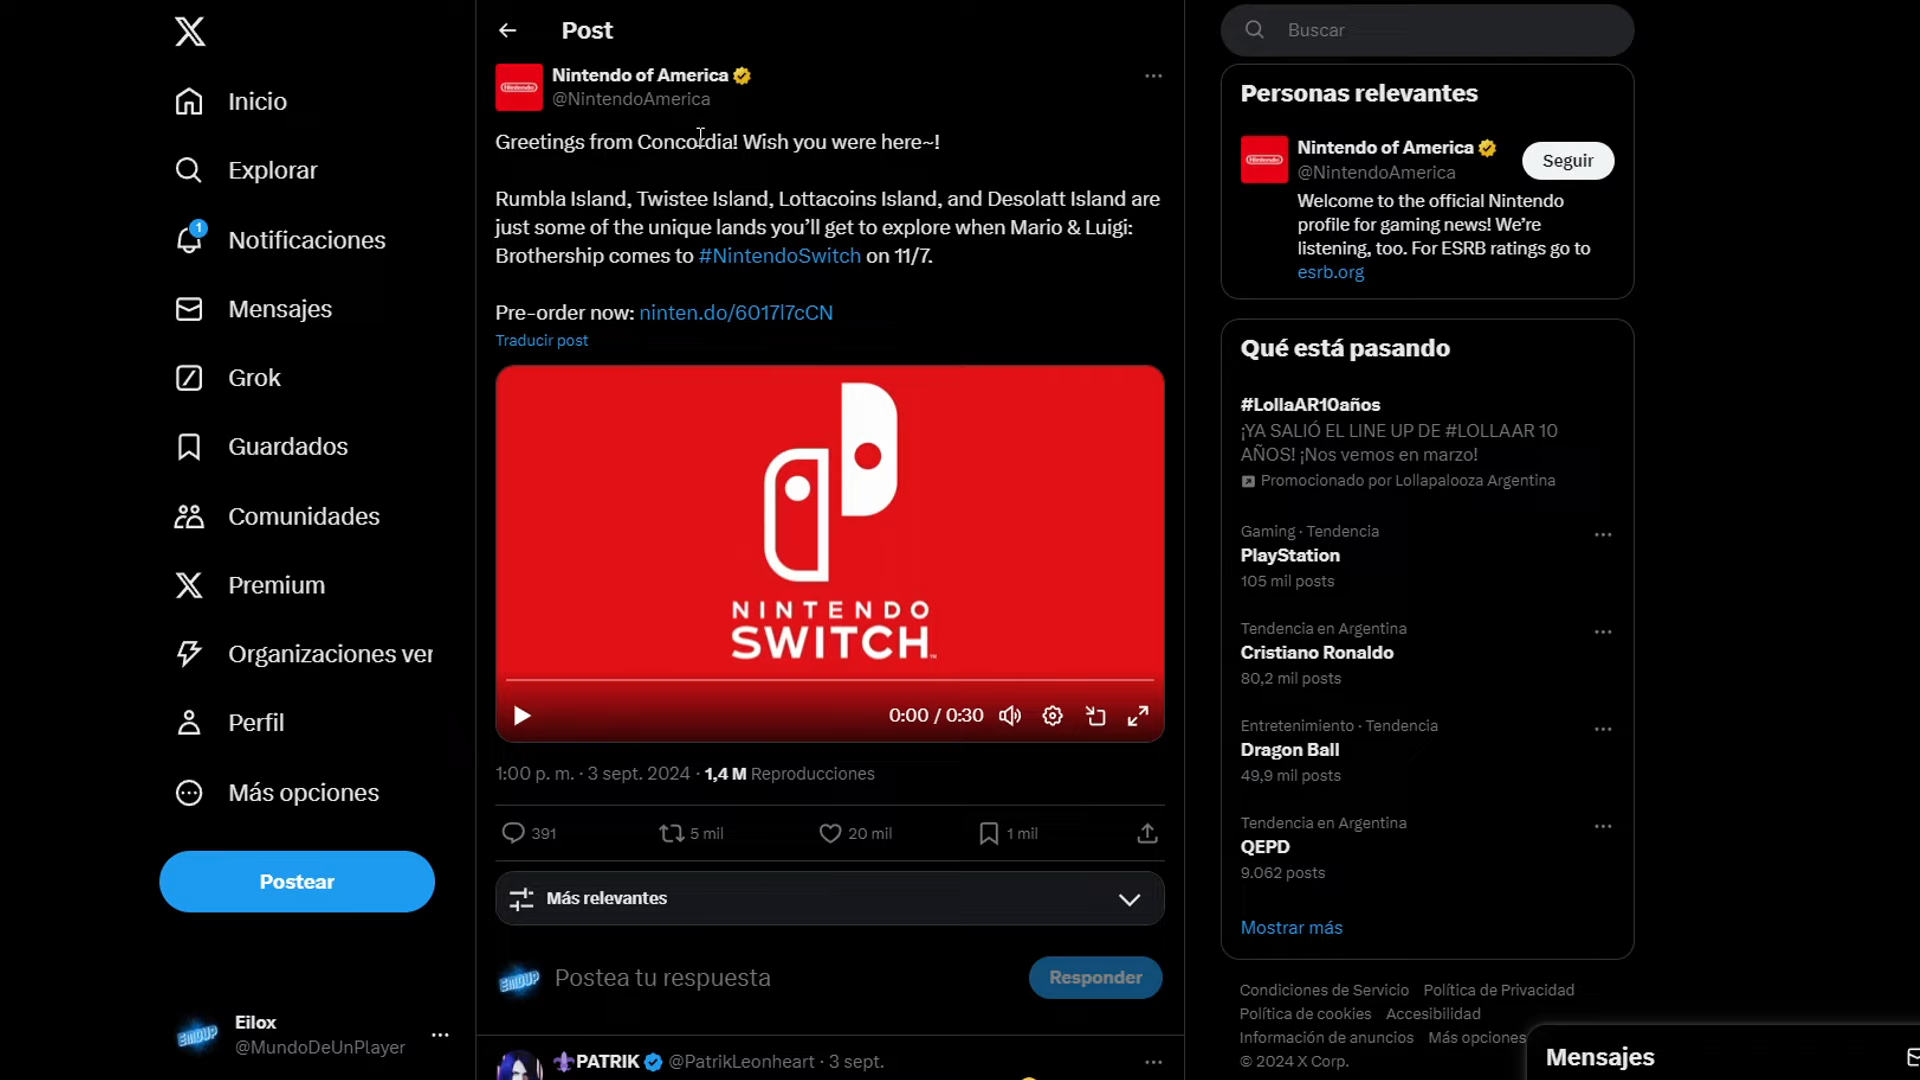 Inicio
Explorar
1
Notificaciones
Mensajes
Grok
Guardados
Comunidades
Premium
Organizaciones ver
Perfil
Más opciones
Postear
Eilox
@MundoDeUnPlayer
Post
Nintendo of America
@NintendoAmerica
Greetings from Concordia! Wish you were here~!
Rumbla Island, Twistee Island, Lottacoins Island, and Desolatt Island are
just some of the unique lands you’ll get to explore when Mario & Luigi:
Brothership comes to #NintendoSwitch on 11/7.
Pre-order now: ninten.do/6017l7cCN
Traducir post
NINTENDO
SWITCH™
0:00 / 0:30
1:00 p. m. · 3 sept. 2024 · 1,4 M Reproducciones
391
5 mil
20 mil
1 mil
Más relevantes
EMDUP
Postea tu respuesta
Responder
PATRIK @PatrikLeonheart · 3 sept.
Buscar
Personas relevantes
Nintendo of America
@NintendoAmerica
Seguir
Welcome to the official Nintendo
profile for gaming news! We’re
listening, too. For ESRB ratings go to
esrb.org
Qué está pasando
#LollaAR10años
¡YA SALIÓ EL LINE UP DE #LOLLAAR 10
AÑOS! ¡Nos vemos en marzo!
Promocionado por Lollapalooza Argentina
Gaming · Tendencia
PlayStation
105 mil posts
Tendencia en Argentina
Cristiano Ronaldo
80,2 mil posts
Entretenimiento · Tendencia
Dragon Ball
49,9 mil posts
Tendencia en Argentina
QEPD
9.062 posts
Mostrar más
Condiciones de Servicio Política de Privacidad
Política de cookies Accesibilidad
Información de anuncios Más opciones
© 2024 X Corp.
Mensajes